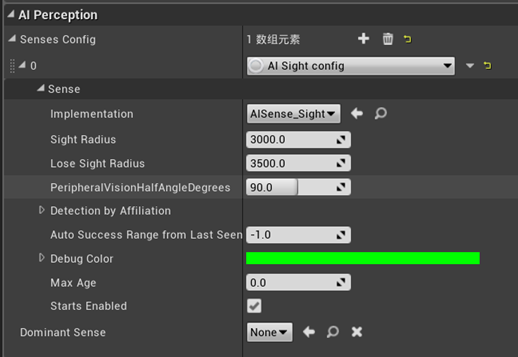 AI Perception
Senses Config 1 数组元素
0 AI Sight config
Sense
Implementation AISense_Sight
Sight Radius 3000.0
Lose Sight Radius 3500.0
PeripheralVisionHalfAngleDegrees 90.0
Detection by Affiliation
Auto Success Range from Last Seen -1.0
Debug Color
Max Age 0.0
Starts Enabled
Dominant Sense None